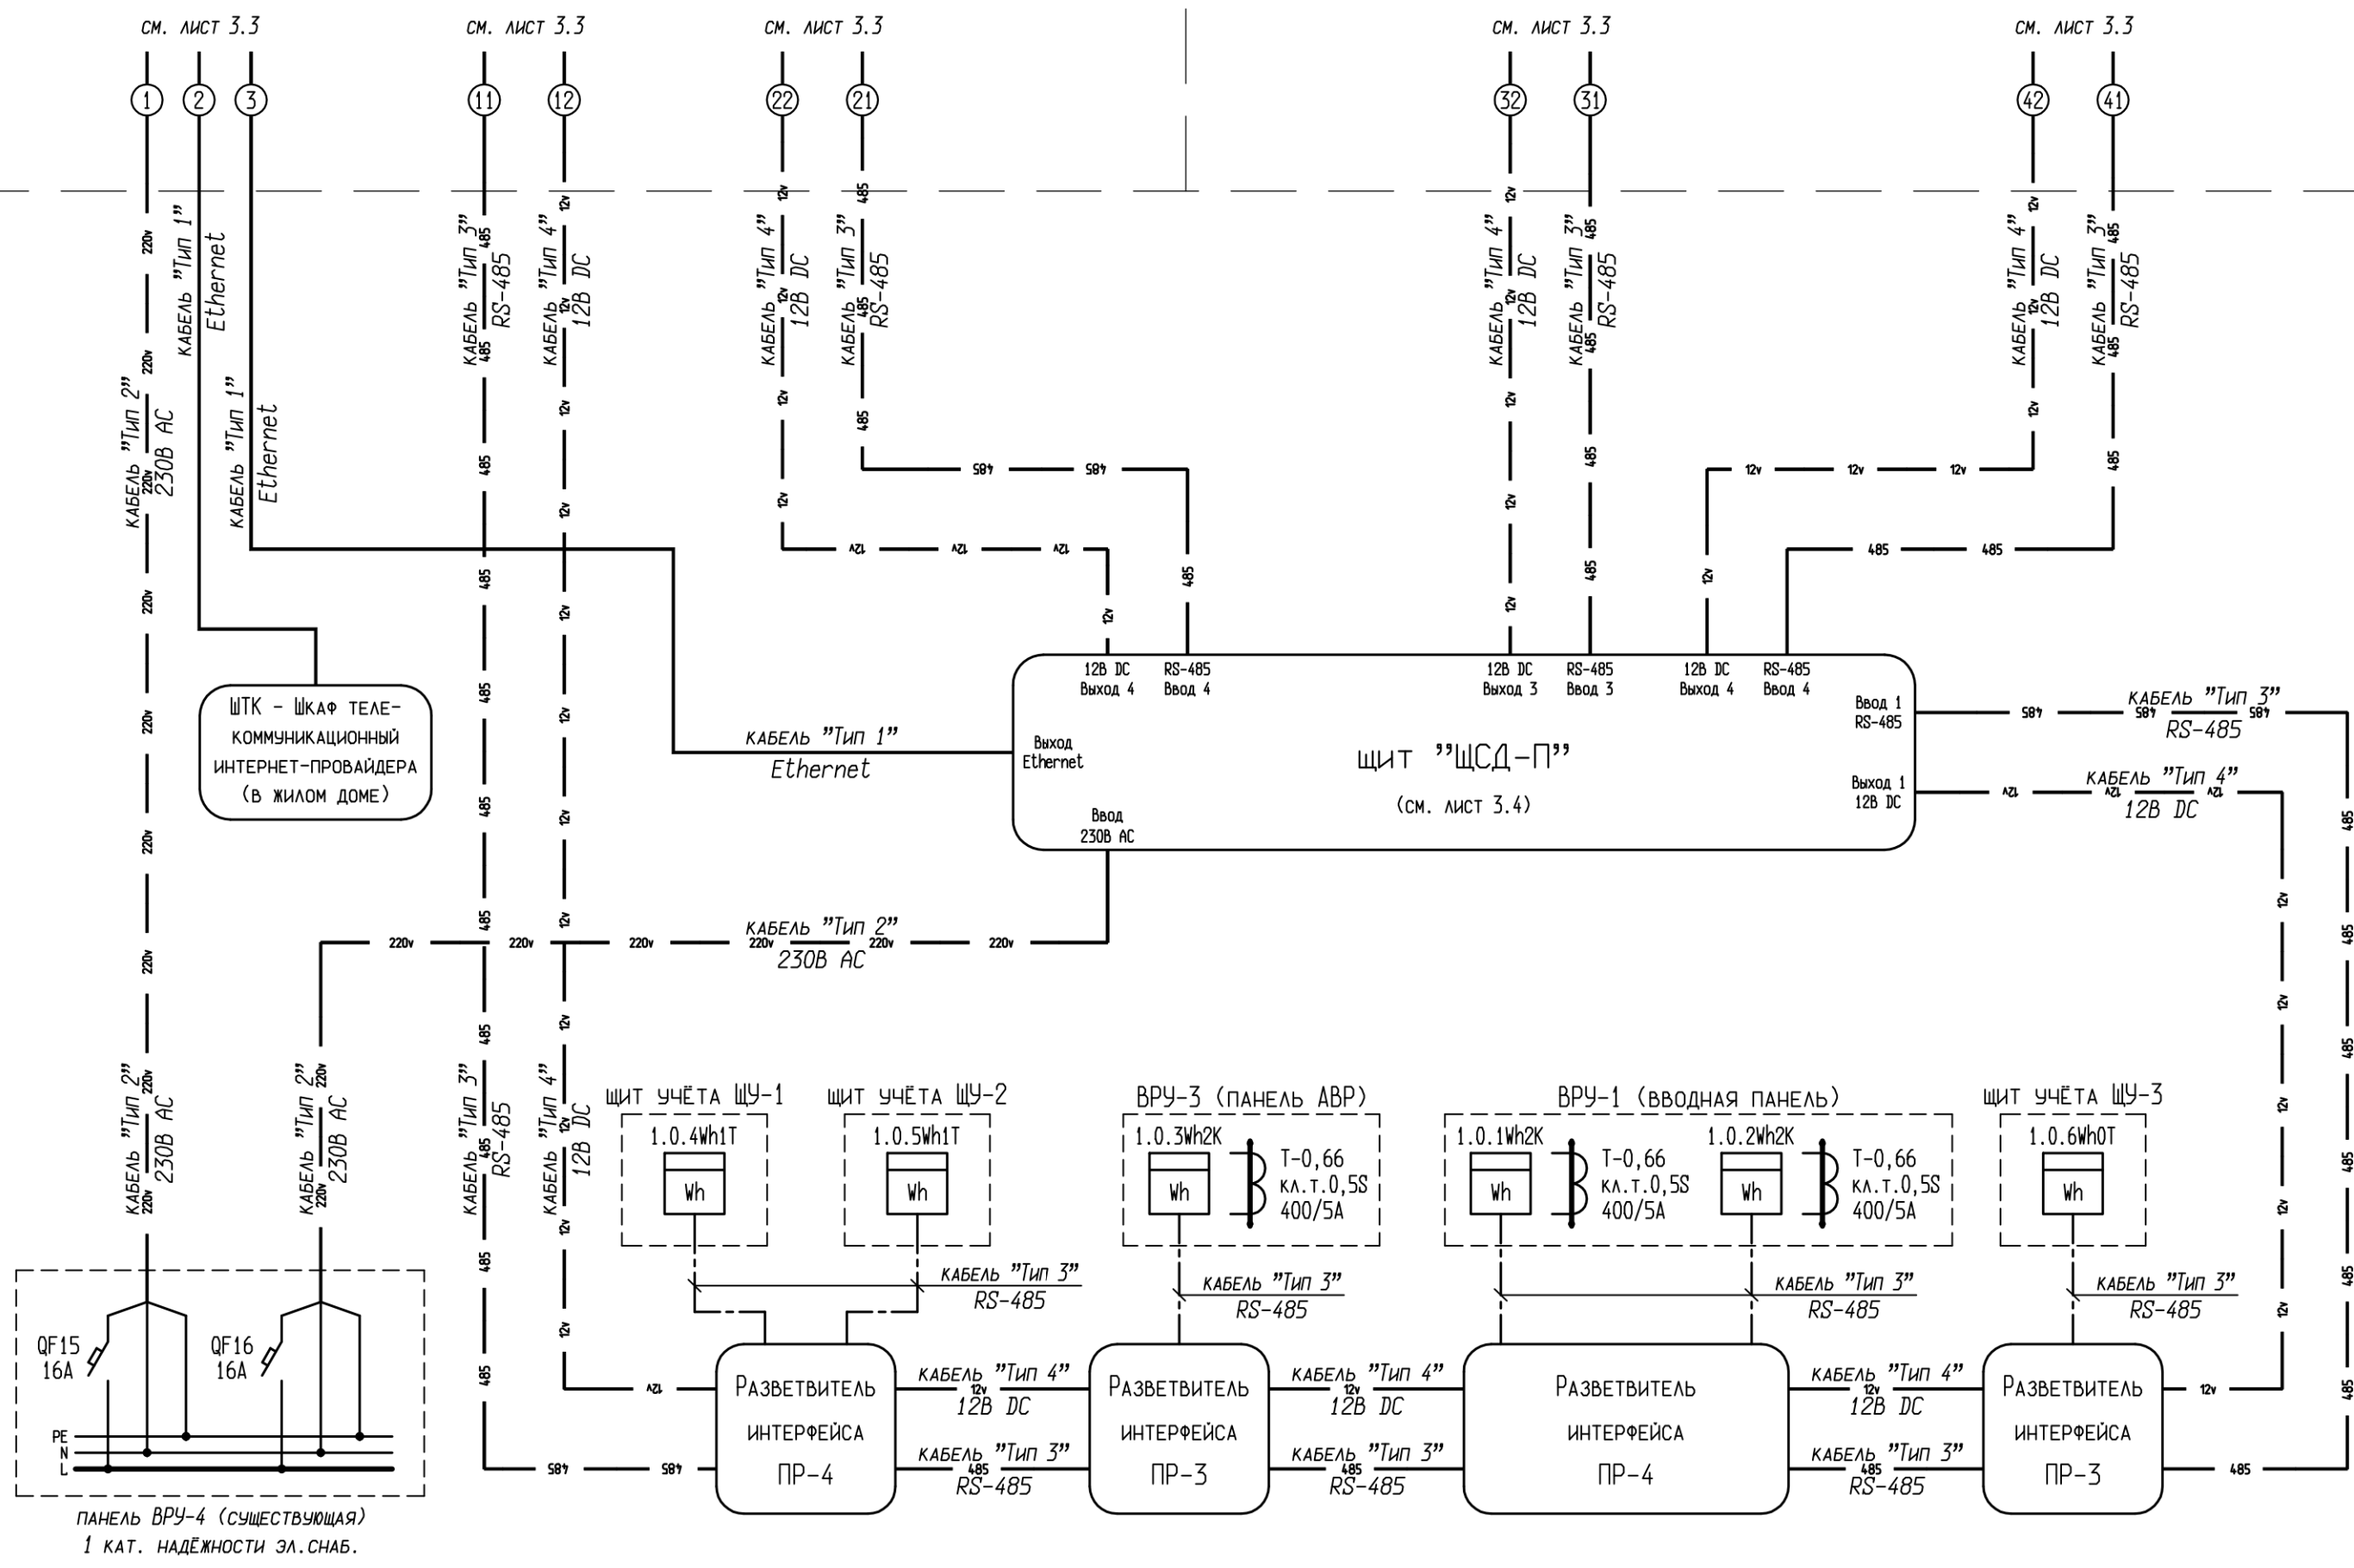 см. лист 3.3
см. лист 3.3
см. лист 3.3
см. лист 3.3
см. лист 3.3
1
2
3
11
12
22
21
32
31
42
41
кабель "Тип 2"
230В AC
кабель "Тип 1"
Ethernet
кабель "Тип 1"
Ethernet
кабель "Тип 3"
RS-485
кабель "Тип 4"
12В DC
кабель "Тип 4"
12В DC
кабель "Тип 3"
RS-485
кабель "Тип 4"
12В DC
кабель "Тип 3"
RS-485
кабель "Тип 4"
12В DC
кабель "Тип 3"
RS-485
220v
485
12v
ШТК - Шкаф теле-
коммуникационный
интернет-провайдера
(в жилом доме)
кабель "Тип 1"
Ethernet
12В DC
Выход 4
RS-485
Ввод 4
12В DC
Выход 3
RS-485
Ввод 3
12В DC
Выход 4
RS-485
Ввод 4
Выход
Ethernet
щит "ЩСД-П"
(см. лист 3.4)
Ввод 1
RS-485
Выход 1
12В DC
Ввод
230В AC
кабель "Тип 3"
RS-485
кабель "Тип 4"
12В DC
кабель "Тип 2"
230В AC
кабель "Тип 2"
230В AC
кабель "Тип 2"
230В AC
кабель "Тип 3"
RS-485
кабель "Тип 4"
12В DC
щит учёта ЩУ-1
1.0.4Wh1T
Wh
щит учёта ЩУ-2
1.0.5Wh1T
Wh
ВРУ-3 (панель АВР)
1.0.3Wh2K
Wh
Т-0,66
кл.т.0,5S
400/5А
ВРУ-1 (вводная панель)
1.0.1Wh2K
Wh
Т-0,66
кл.т.0,5S
400/5А
1.0.2Wh2K
Wh
Т-0,66
кл.т.0,5S
400/5А
щит учёта ЩУ-3
1.0.6Wh0T
Wh
кабель "Тип 3"
RS-485
кабель "Тип 3"
RS-485
кабель "Тип 3"
RS-485
кабель "Тип 3"
RS-485
QF15
16А
QF16
16А
PE
N
L
панель ВРУ-4 (существующая)
1 кат. надёжности эл.снаб.
Разветвитель
интерфейса
ПР-4
кабель "Тип 4"
12В DC
кабель "Тип 3"
RS-485
Разветвитель
интерфейса
ПР-3
кабель "Тип 4"
12В DC
кабель "Тип 3"
RS-485
Разветвитель
интерфейса
ПР-4
кабель "Тип 4"
12В DC
кабель "Тип 3"
RS-485
Разветвитель
интерфейса
ПР-3